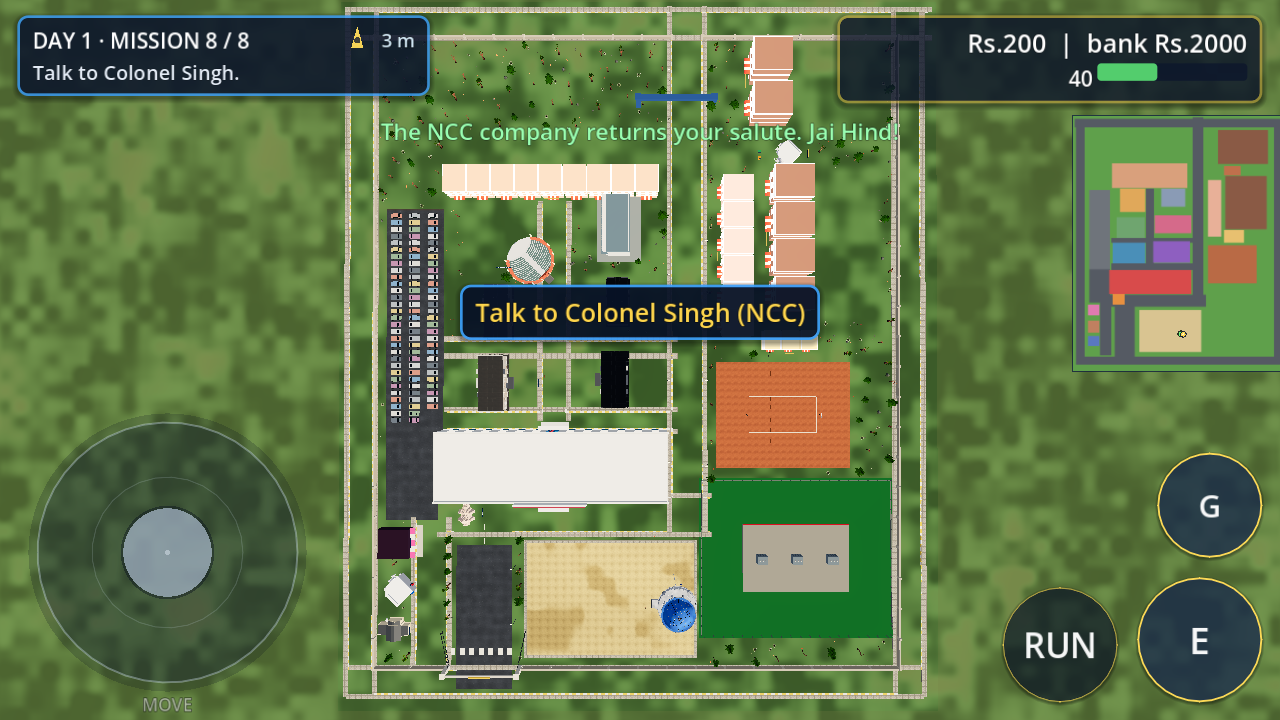 DAY 1 · MISSION 8 / 8
3 m
Talk to Colonel Singh.
Rs.200 | bank Rs.2000
40
The NCC company returns your salute. Jai Hind!
Talk to Colonel Singh (NCC)
G
RUN
E
MOVE